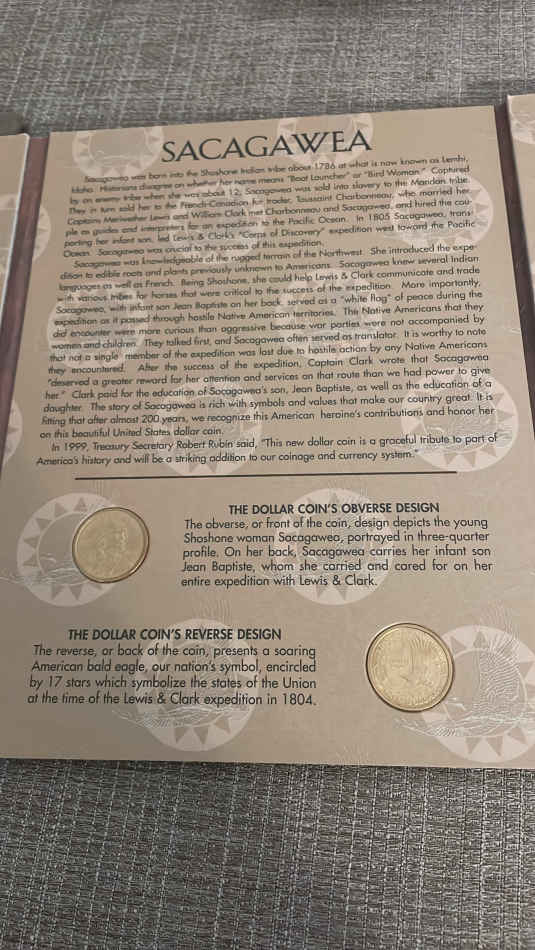 SACAGAWEA
Sacagawea was born into the Shoshone Indian tribe about 1786 at what is now known as Lemhi,
Idaho. Historians disagree on whether her name means "Boat Launcher" or "Bird Woman." Captured
by an enemy tribe when she was about 12, Sacagawea was sold into slavery to the Mandan tribe.
They in turn sold her to the French-Canadian fur trader, Toussaint Charbonneau, who married her.
Captains Meriwether Lewis and William Clark met Charbonneau and Sacagawea, and hired the cou-
ple as guides and interpreters for an expedition to the Pacific Ocean. In 1805 Sacagawea, trans-
porting her infant son, led Lewis & Clark's "Corps of Discovery" expedition west toward the Pacific
Ocean. Sacagawea was crucial to the success of this expedition.
Sacagawea was knowledgeable of the rugged terrain of the Northwest. She introduced the expe-
dition to edible roots and plants previously unknown to Americans. Sacagawea knew several Indian
languages as well as French. Being Shoshone, she could help Lewis & Clark communicate and trade
with various tribes for horses that were critical to the success of the expedition. More importantly,
Sacagawea, with infant son Jean Baptiste on her back, served as a "white flag" of peace during the
expedition as it passed through hostile Native American territories. The Native Americans that they
did encounter were more curious than aggressive because war parties were not accompanied by
women and children. They talked first, and Sacagawea often served as translator. It is worthy to note
that not a single member of the expedition was lost due to hostile action by any Native Americans
they encountered. After the success of the expedition, Captain Clark wrote that Sacagawea
"deserved a greater reward for her attention and services on that route than we had power to give
her." Clark paid for the education of Sacagawea's son, Jean Baptiste, as well as the education of a
daughter. The story of Sacagawea is rich with symbols and values that make our country great. It is
fitting that after almost 200 years, we recognize this American heroine's contributions and honor her
on this beautiful United States dollar coin.
In 1999, Treasury Secretary Robert Rubin said, "This new dollar coin is a graceful tribute to part of
America's history and will be a striking addition to our coinage and currency system."
THE DOLLAR COIN'S OBVERSE DESIGN
The obverse, or front of the coin, design depicts the young
Shoshone woman Sacagawea, portrayed in three-quarter
profile. On her back, Sacagawea carries her infant son
Jean Baptiste, whom she carried and cared for on her
entire expedition with Lewis & Clark.
THE DOLLAR COIN'S REVERSE DESIGN
The reverse, or back of the coin, presents a soaring
American bald eagle, our nation's symbol, encircled
by 17 stars which symbolize the states of the Union
at the time of the Lewis & Clark expedition in 1804.